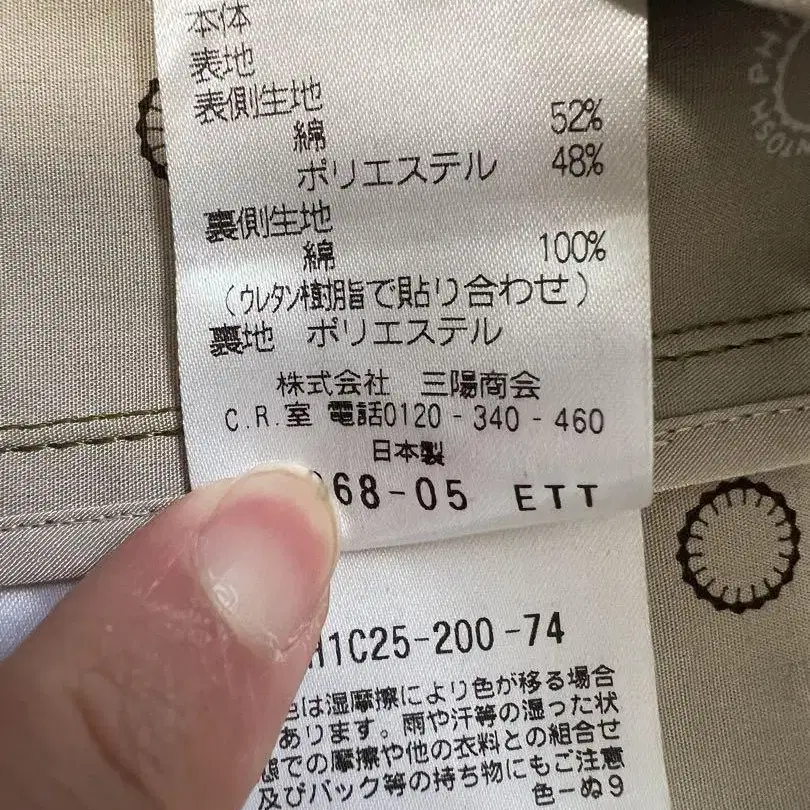 本体
表地
表側生地
綿 52%
ポリエステル 48%
裏側生地
綿 100%
(ウレタン樹脂で貼り合わせ)
裏地 ポリエステル
株式会社 三陽商会
C.R.室 電話0120-340-460
日本製
68-05 ETT
H1C25-200-74
色は湿摩擦により色が移る場合
あります。雨や汗等の湿った状
態での摩擦や他の衣料との組合せ
及びバック等の持ち物にもご注意
色ーぬ9